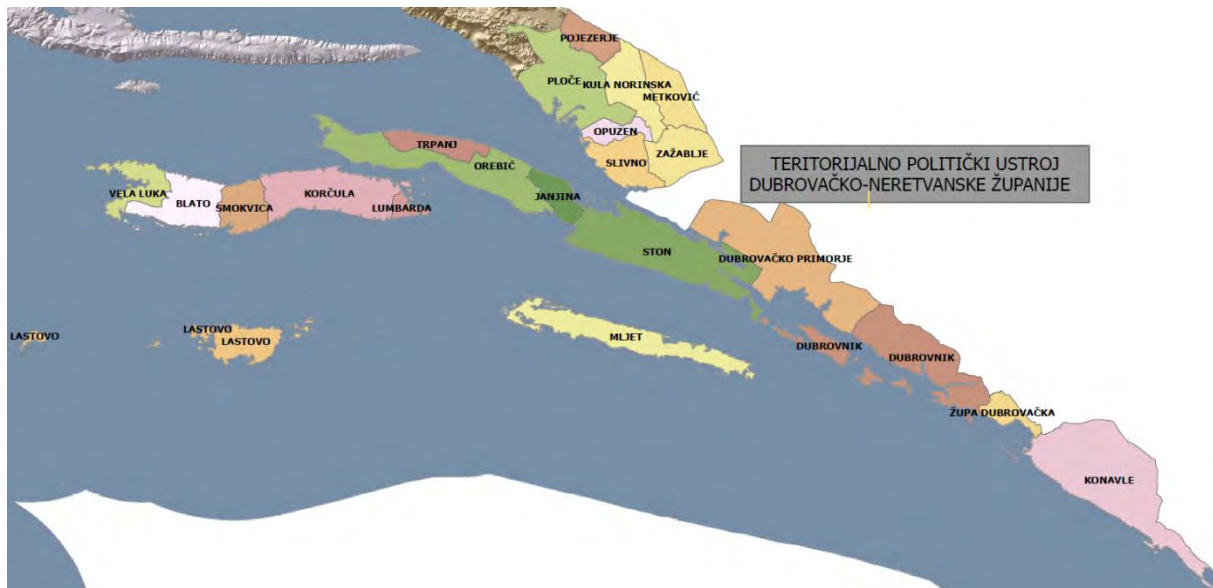 POJEZERJE
PLOČE
KULA NORINSKA
METKOVIĆ
OPUZEN
SLIVNO
ZAŽABLJE
TRPANJ
OREBIĆ
JANJINA
TERITORIJALNO POLITIČKI USTROJ
DUBROVAČKO-NERETVANSKE ŽUPANIJE
VELA LUKA
BLATO
SMOKVICA
KORČULA
LUMBARDA
STON
DUBROVAČKO PRIMORJE
LASTOVO
LASTOVO
LASTOVO
MLJET
DUBROVNIK
DUBROVNIK
ŽUPA DUBROVAČKA
KONAVLE